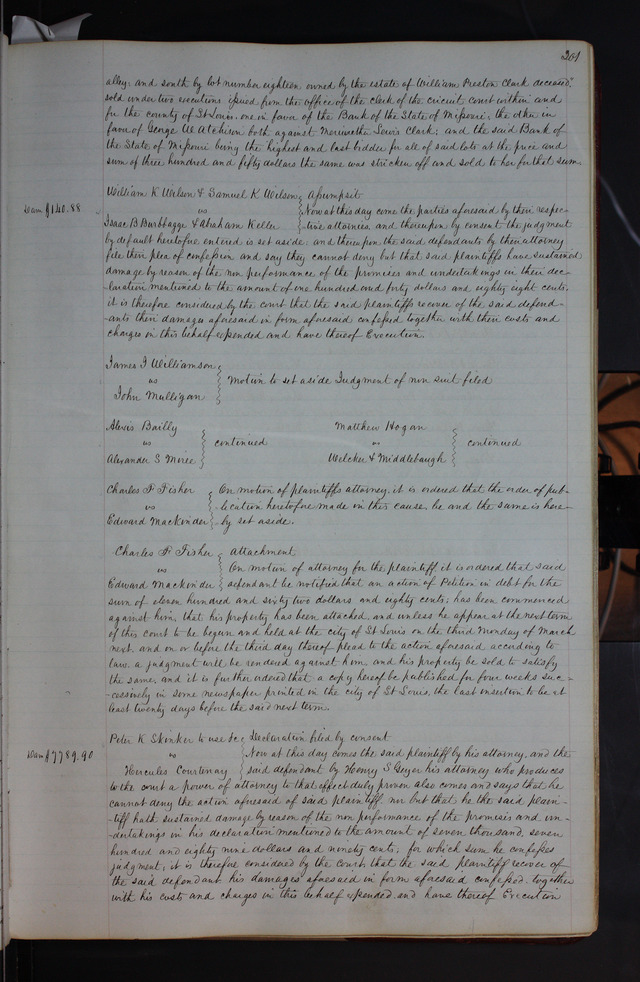 201
alley: and south by lot number eighteen owned by the estate of William Preston Clark deceased"
sold under two executions issued from the office of the clerk of the circuit court within and
for the county of St Louis. one in favor of the Bank of the State of Missouri; the other in
favor of George W Atchison both against Meriwether Lewis Clark: and the said Bank of
the State of Missouri being the highest and last bidder for all of said lots at the price and
sum of three hundred and fifty dollars the same was stricken off and sold to her for that sum
William K Wilson & Samuel K Wilson Assumpsit
Dam $140.88
vs Now at this day come the parties aforesaid by their respec-
Isaac B Burbbagge & Abraham Keller -tive attornies, and thereupon by consent the judgment
by default heretofore entered is set aside. and thereupon the said defendants by their attorney
file their plea of confession and say they cannot deny but that said plaintiffs have sustained
damage by reason of the non performance of the promises and undertakings in their dec-
-laration mentioned to the amount of one hundred and forty dollars and eighty eight cents.
it is therefore considered by the court that the said plaintiffs recover of the said defend-
-ants their damages aforesaid in form aforesaid confessed together with their costs and
charges in this behalf expended and have thereof Execution.
James J Williamson
vs Motion to set aside Judgment of non suit filed
John Mulligan
Alexis Bailly Matthew Hogan
vs continued vs continued
Alexander S Welcker & Middlebaugh
Charles F Fisher On motion of plaintiffs attorney. it is ordered that the order of pub-
vs -lication heretofore made in this cause. be and the same is here-
Edward Mackinder -by set aside.
Charles F Fisher Attachment
vs On motion of attorney for the plaintiff it is ordered that said
Edward Mackinder defendant be notified that an action of Petition in debt for the
sum of eleven hundred and sixty two dollars and eighty cents; has been commenced
against him, that his property has been attached, and unless he appear at the next term
of this court to be begun and held at the city of St Louis on the third Monday of March
next. and on or before the third day thereof plead to the action aforesaid according to
law. a judgment will be rendered against him and his property be sold to satisfy
the same. and it is further ordered that a copy hereof be published for four weeks suc-
-cessively in some newspaper printed in the city of St Louis, the last insertion to be at
least twenty days before the said next term.
Peter K Skinker to use &c Declaration filed by consent
Dam $7789.90
vs Now at this day comes the said plaintiff by his attorney. and the
Hercules Courtenay said defendant by Henry S Geyer his attorney who produces
to the court a power of attorney to that effect duly proven also comes and says that he
cannot deny the action aforesaid of said plaintiff. nor but that he the said plain-
-tiff hath sustained damage by reason of the non performance of the promises and un-
-dertakings in his declaration mentioned to the amount of seven thousand. seven
hundred and eighty nine dollars and ninety cents; for which sum he confesses
judgment; it is therefore considered by the court that the said plaintiff recover of
the said defendant his damages aforesaid in form aforesaid confessed. together
with his costs and charges in this behalf expended. and have thereof Execution